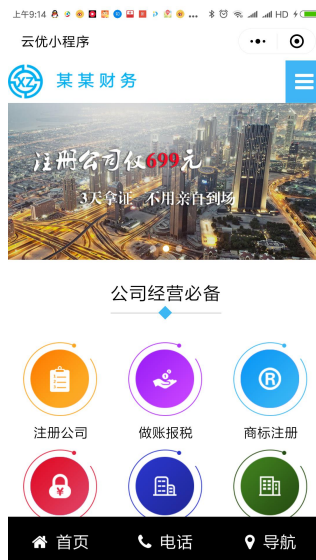 上午9:14
HD
云优小程序
XZ
某某财务
注册公司仅699元
3天拿证 不用亲自到场
公司经营必备
注册公司
做账报税
商标注册
首页
电话
导航